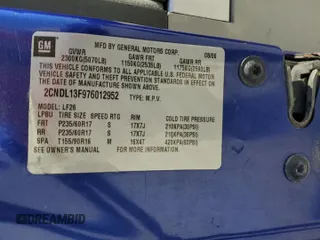 GM
MFD BY GENERAL MOTORS CORP. 08/06
GVWR GAWR FRT GAWR RR
2300KG(5070LB) 1150KG(2535LB) 1175KG(2590LB)
THIS VEHICLE CONFORMS TO ALL APPLICABLE U.S. FEDERAL
MOTOR VEHICLE SAFETY AND THEFT PREVENTION STANDARDS
IN EFFECT ON THE DATE OF MANUFACTURE SHOWN ABOVE.
2CNDL13F976012952 TYPE: M.P.V.
MODEL: LF26
LPBU TIRE SIZE SPEED RTG RIM COLD TIRE PRESSURE
FRT P235/60R17 S 17X7J 210KPA(30PSI)
RR P235/60R17 S 17X7J 210KPA(30PSI)
SPA T155/90R16 M 16X4T 420KPA(60PSI)
SEE OWNER'S MANUAL FOR ADDITIONAL INFORMATION.
DREAMBID